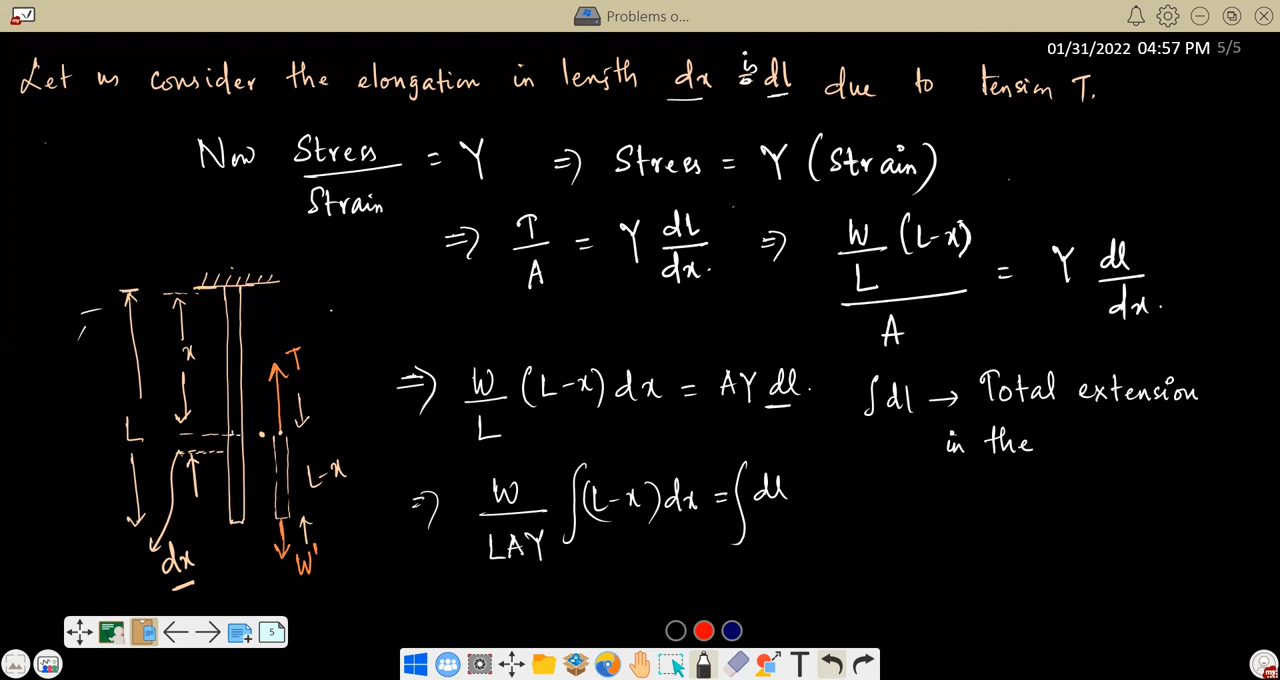 Problems o...
01/31/2022 04:57 PM 5/5
Let us consider the elongation in length dx is dl due to tension T.
Now Stress/Strain = Y ⇒ Stress = Y (Strain)
⇒ T/A = Y dl/dx. ⇒ W/L (L-x)/A = Y dl/dx.
⇒ W/L (L-x) dx = AY dl. ∫dl → Total extension
in the
⇒ W/LAY ∫(L-x) dx = ∫dl
x
T
L
L-x
dx
W'
5
T